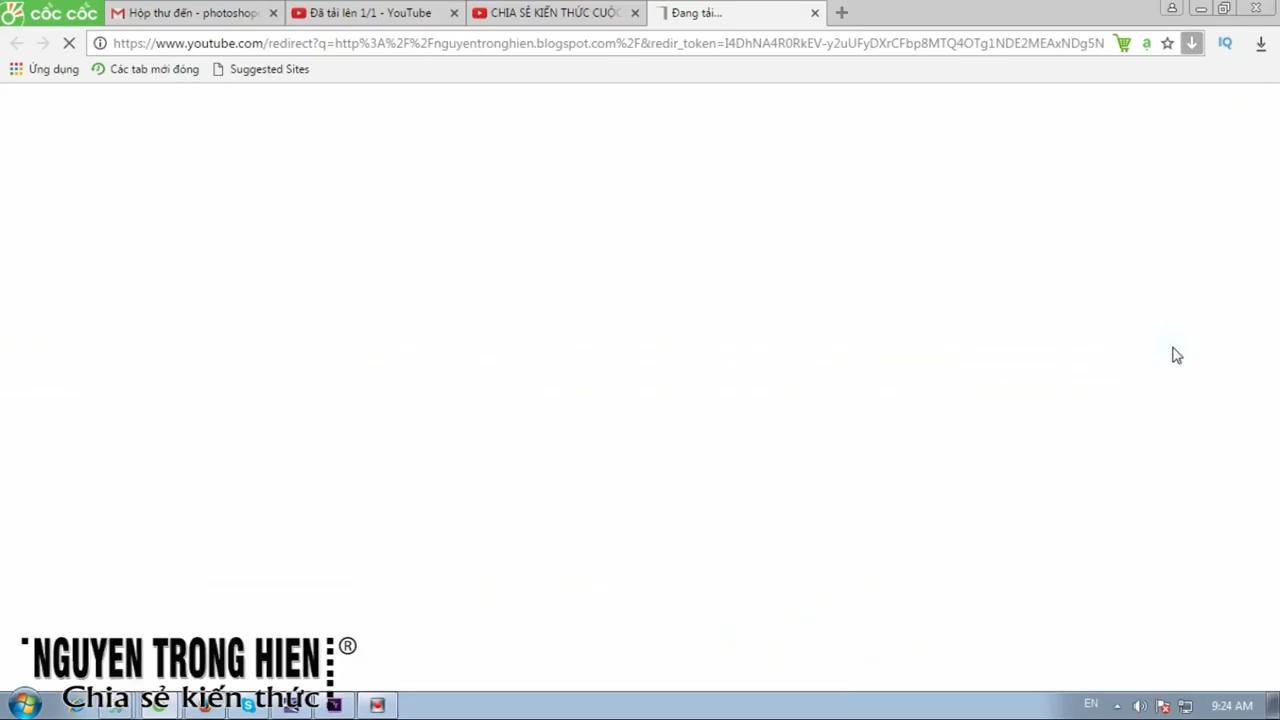 cốc cốc
Hộp thư đến - photoshop
Đã tải lên 1/1 - YouTube
CHIA SẺ KIẾN THỨC CUỘC
Đang tải...
https://www.youtube.com/redirect?q=http%3A%2F%2Fnguyentronghien.blogspot.com%2F&redir_token=I4DhNA4R0RkEV-y2uUFyDXrCFbp8MTQ4OTg1NDE2MEAxNDg5N
IQ
Ứng dụng
Các tab mới đóng
Suggested Sites
NGUYEN TRONG HIEN ®
Chia sẻ kiến thức
EN
9:24 AM